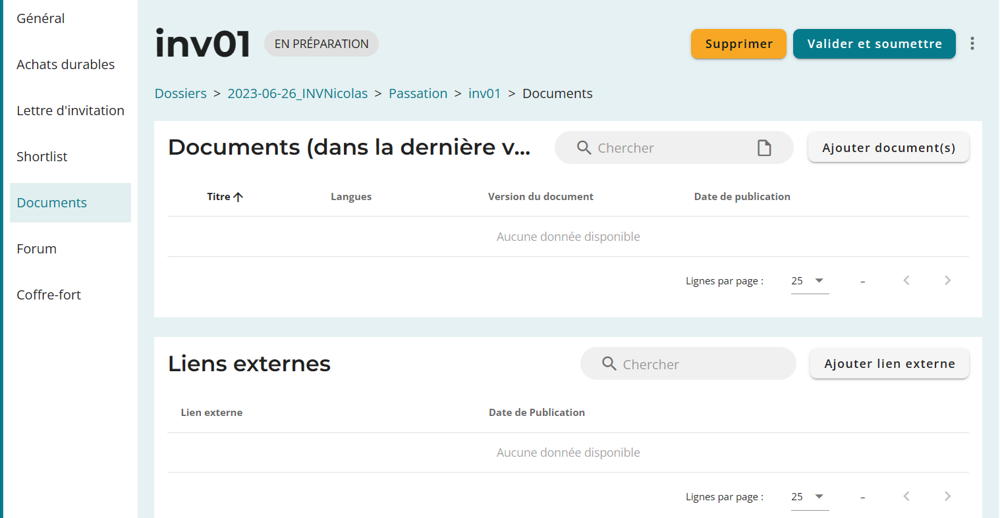 Général
Achats durables
Lettre d'invitation
Shortlist
Documents
Forum
Coffre-fort
inv01
EN PRÉPARATION
Supprimer
Valider et soumettre
Dossiers > 2023-06-26_INVNicolas > Passation > inv01 > Documents
Documents (dans la dernière v...
Chercher
Ajouter document(s)
Titre Langues Version du document Date de publication
Aucune donnée disponible
Lignes par page : 25 –
Liens externes
Chercher
Ajouter lien externe
Lien externe Date de Publication
Aucune donnée disponible
Lignes par page : 25 –